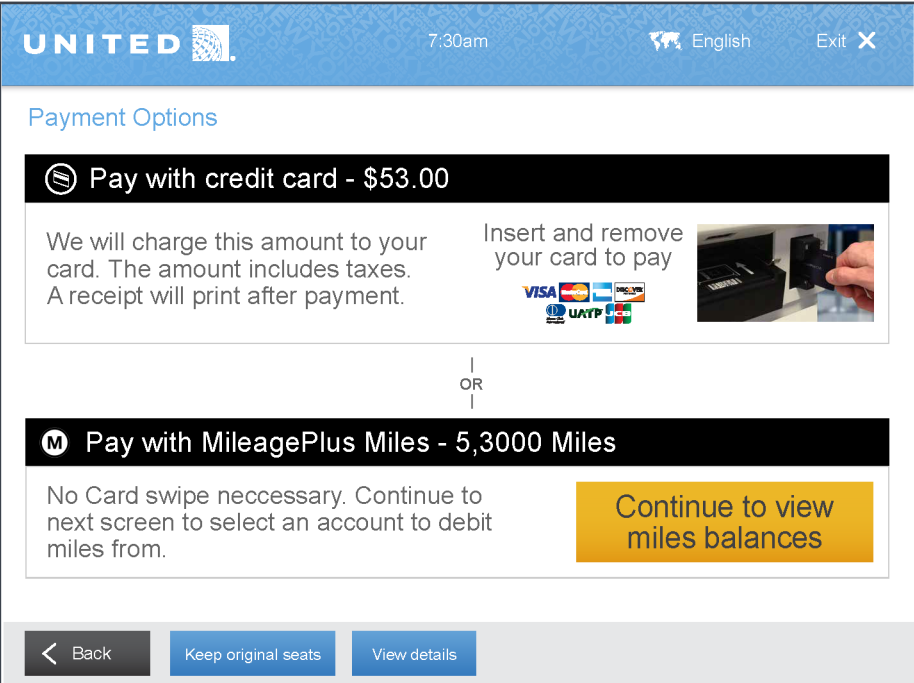 UNITED
7:30am
English
Exit
Payment Options
Pay with credit card - $53.00
We will charge this amount to your
card. The amount includes taxes.
A receipt will print after payment.
Insert and remove
your card to pay
VISA MasterCard DISCOVER
UATP JCB
OR
M Pay with MileagePlus Miles - 5,3000 Miles
No Card swipe neccessary. Continue to
next screen to select an account to debit
miles from.
Continue to view
miles balances
Back
Keep original seats
View details